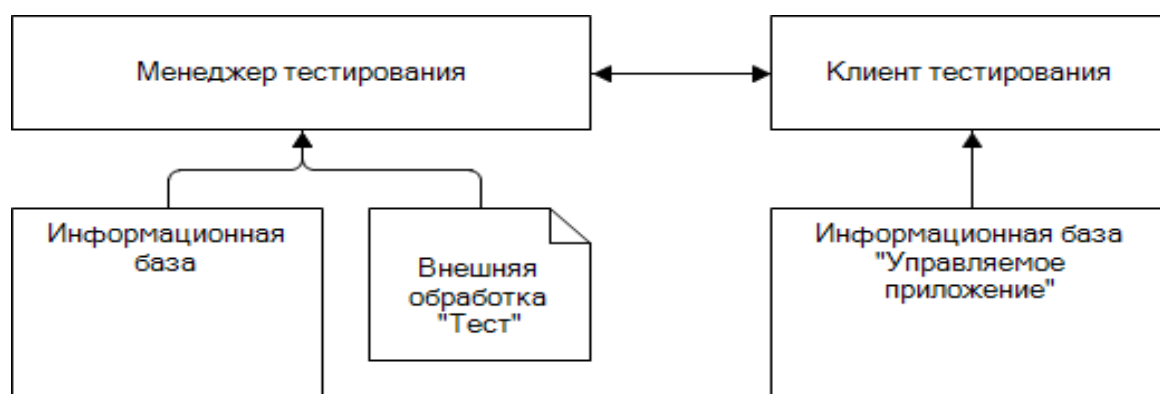 Менеджер тестирования
Клиент тестирования
Информационная
база
Внешняя
обработка
"Тест"
Информационная база
"Управляемое
приложение"